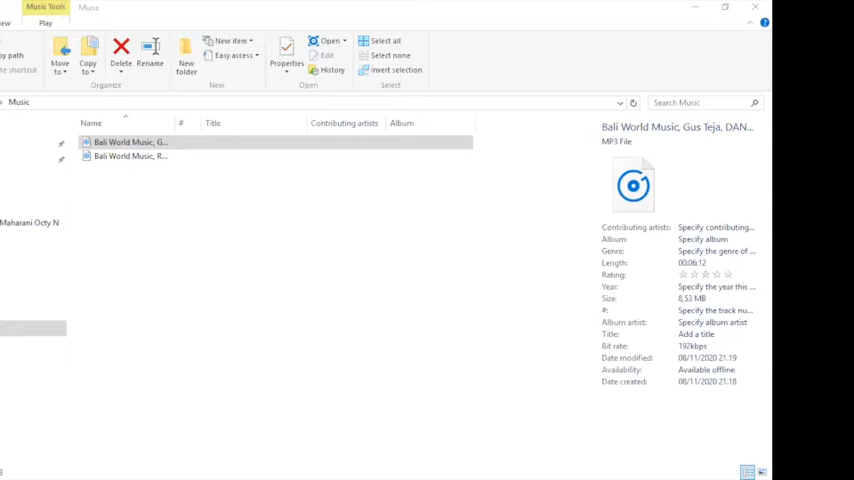 Music Tools
Music
ew
Play
py path
te shortcut
Move to
Copy to
Delete
Rename
Organize
New folder
New item
Easy access
New
Properties
Open
Edit
History
Open
Select all
Select none
Invert selection
Select
Music
Search Music
Name
#
Title
Contributing artists
Album
Bali World Music, G...
Bali World Music, R...
Maharani Octy N
Bali World Music, Gus Teja, DAN...
MP3 File
Contributing artists: Specify contributing...
Album: Specify album
Genre: Specify the genre of ...
Length: 00:06:12
Rating: ☆ ☆ ☆ ☆ ☆
Year: Specify the year this ...
Size: 8,53 MB
#: Specify the track nu...
Album artist: Specify album artist
Title: Add a title
Bit rate: 192kbps
Date modified: 08/11/2020 21.19
Availability: Available offline
Date created: 08/11/2020 21.18